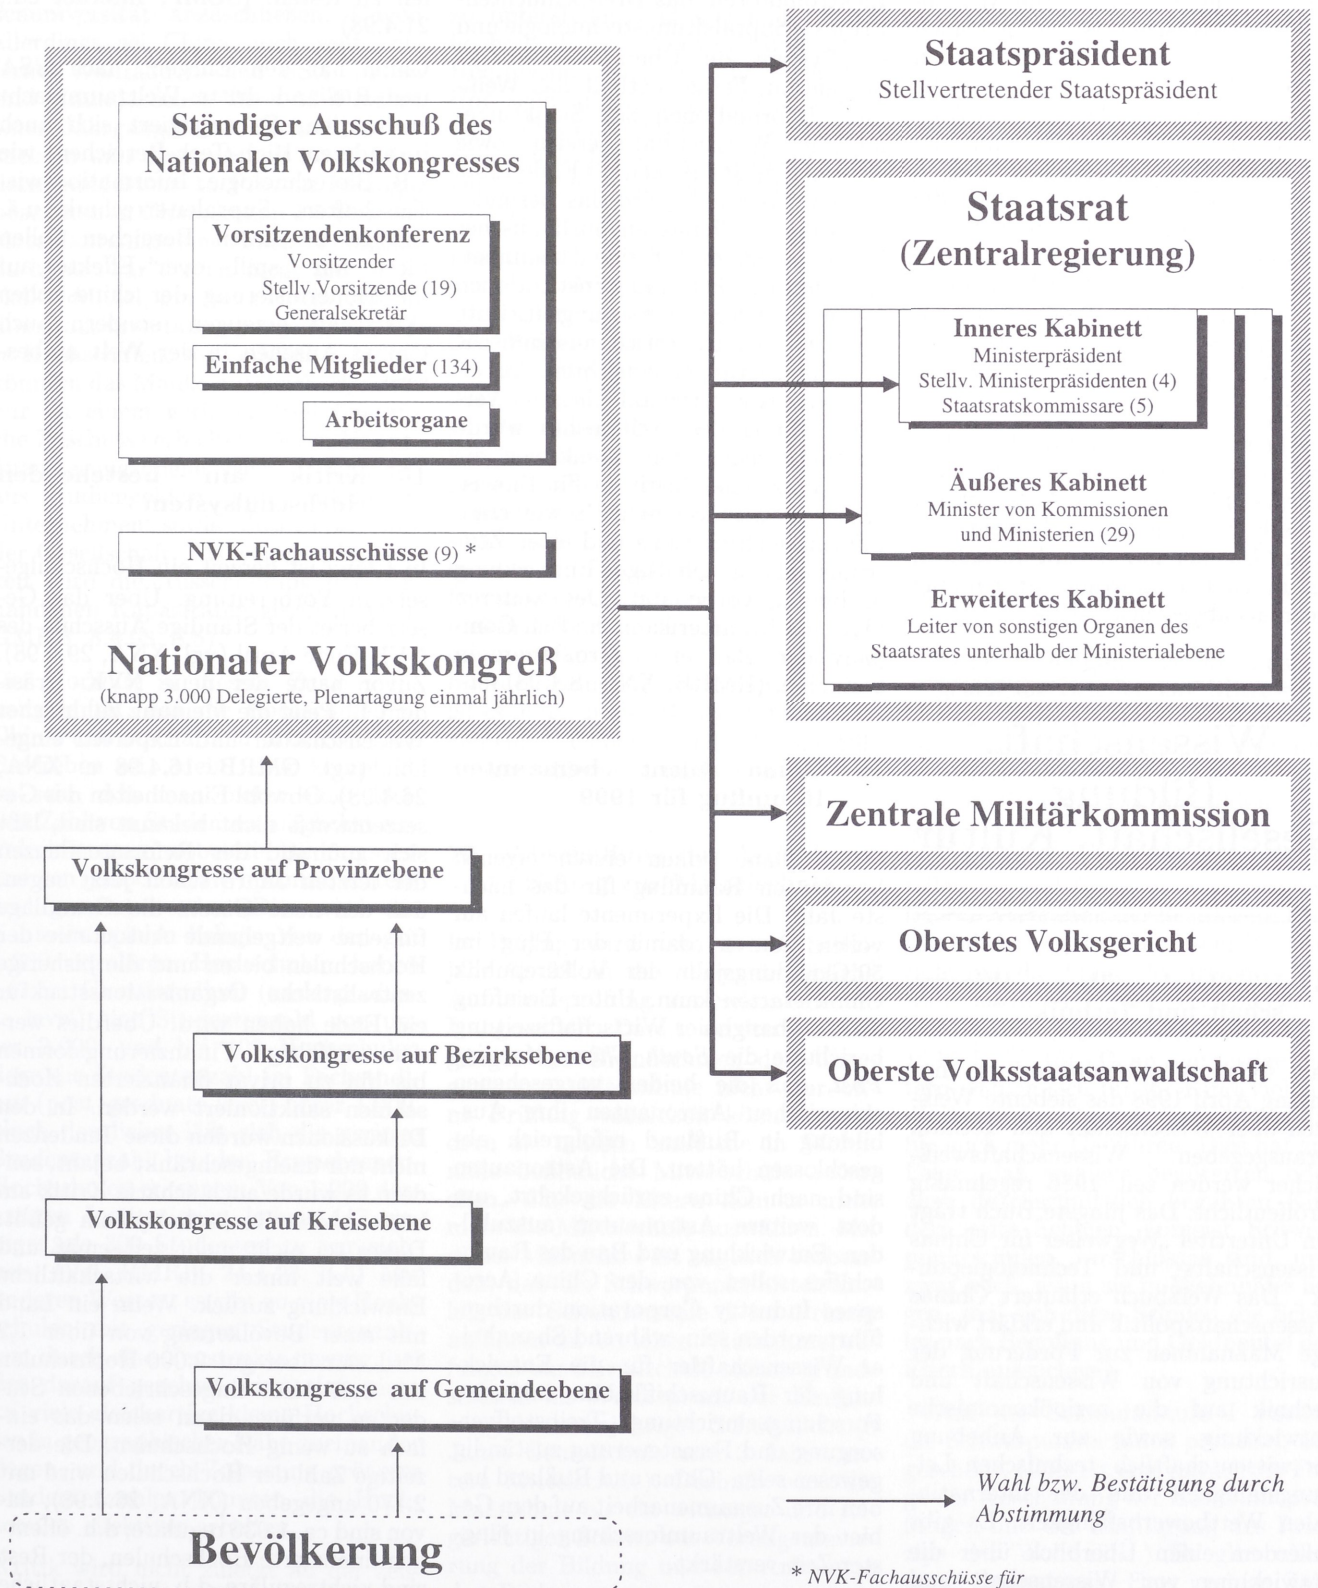 Ständiger Ausschuß des
Nationalen Volkskongresses
Vorsitzendenkonferenz
Vorsitzender
Stellv.Vorsitzende (19)
Generalsekretär
Einfache Mitglieder (134)
Arbeitsorgane
NVK-Fachausschüsse (9) *
Nationaler Volkskongreß
(knapp 3.000 Delegierte, Plenartagung einmal jährlich)
Volkskongresse auf Provinzebene
Volkskongresse auf Bezirksebene
Volkskongresse auf Kreisebene
Volkskongresse auf Gemeindeebene
Bevölkerung
Staatspräsident
Stellvertretender Staatspräsident
Staatsrat
(Zentralregierung)
Inneres Kabinett
Ministerpräsident
Stellv. Ministerpräsidenten (4)
Staatsratskommissare (5)
Äußeres Kabinett
Minister von Kommissionen
und Ministerien (29)
Erweitertes Kabinett
Leiter von sonstigen Organen des
Staatsrates unterhalb der Ministerialebene
Zentrale Militärkommission
Oberstes Volksgericht
Oberste Volksstaatsanwaltschaft
Wahl bzw. Bestätigung durch
Abstimmung
* NVK-Fachausschüsse für